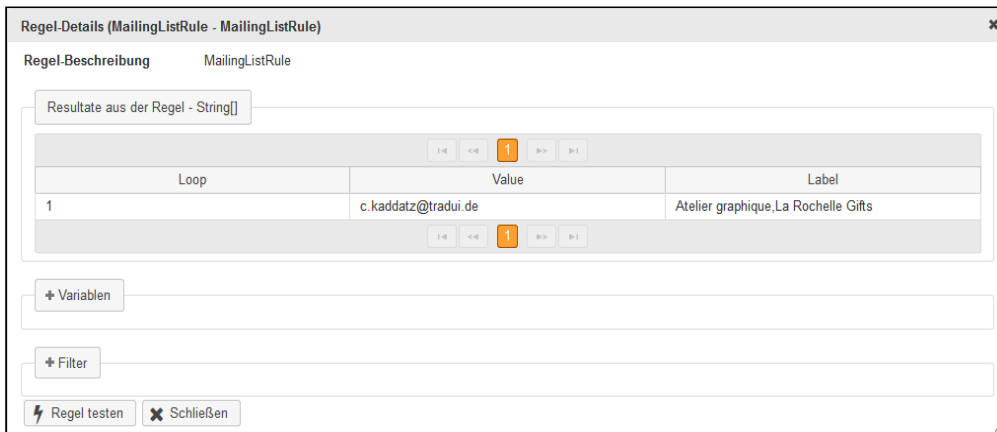 Regel-Details (MailingListRule - MailingListRule)
Regel-Beschreibung MailingListRule
Resultate aus der Regel - String[]
1
Loop Value Label
1 c.kaddatz@tradui.de Atelier graphique,La Rochelle Gifts
1
+ Variablen
+ Filter
Regel testen Schließen